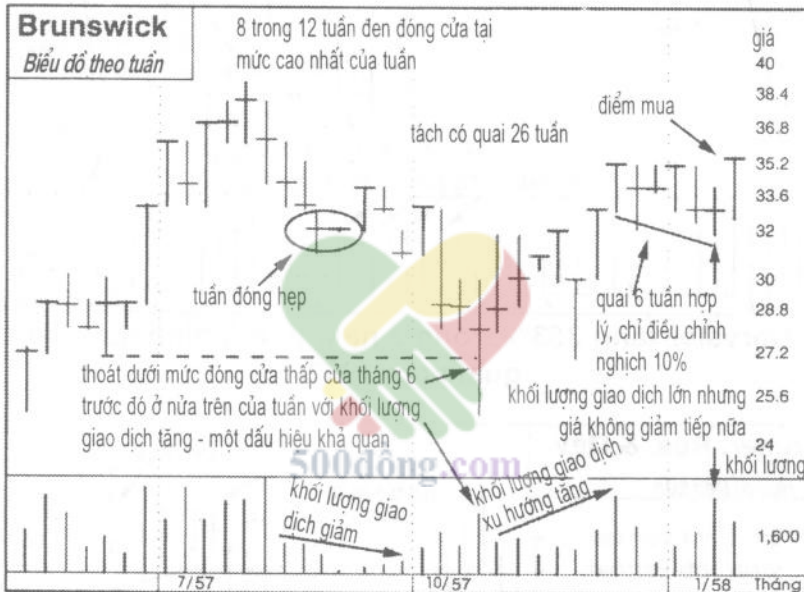 Brunswick
Biểu đồ theo tuần
8 trong 12 tuần đen đóng cửa tại
mức cao nhất của tuần
giá
40
38.4
36.8
35.2
33.6
32
30
28.8
27.2
25.6
24
điểm mua
tách có quai 26 tuần
tuần đóng hẹp
quai 6 tuần hợp
lý, chỉ điều chỉnh
nghịch 10%
thoát dưới mức đóng cửa thấp của tháng 6
trước đó ở nửa trên của tuần với khối lượng
giao dịch tăng - một dấu hiệu khả quan
khối lượng giao dịch lớn nhưng
giá không giảm tiếp nữa
500dông.com
khối lượng
khối lượng giao
dịch giảm
khối lượng giao dịch
xu hướng tăng
1,600
7/57
10/57
1/58
Tháng